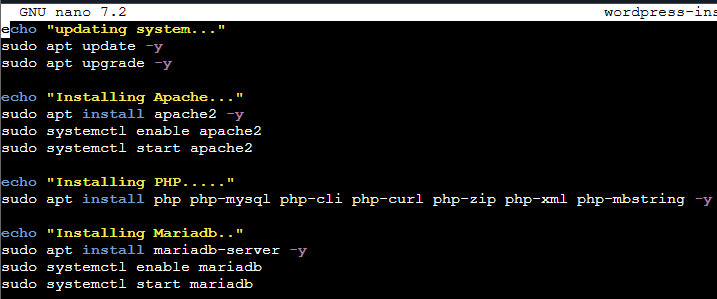 GNU nano 7.2 wordpress-ins
echo "updating system..."
sudo apt update -y
sudo apt upgrade -y
echo "Installing Apache..."
sudo apt install apache2 -y
sudo systemctl enable apache2
sudo systemctl start apache2
echo "Installing PHP....."
sudo apt install php php-mysql php-cli php-curl php-zip php-xml php-mbstring -y
echo "Installing Mariadb.."
sudo apt install mariadb-server -y
sudo systemctl enable mariadb
sudo systemctl start mariadb